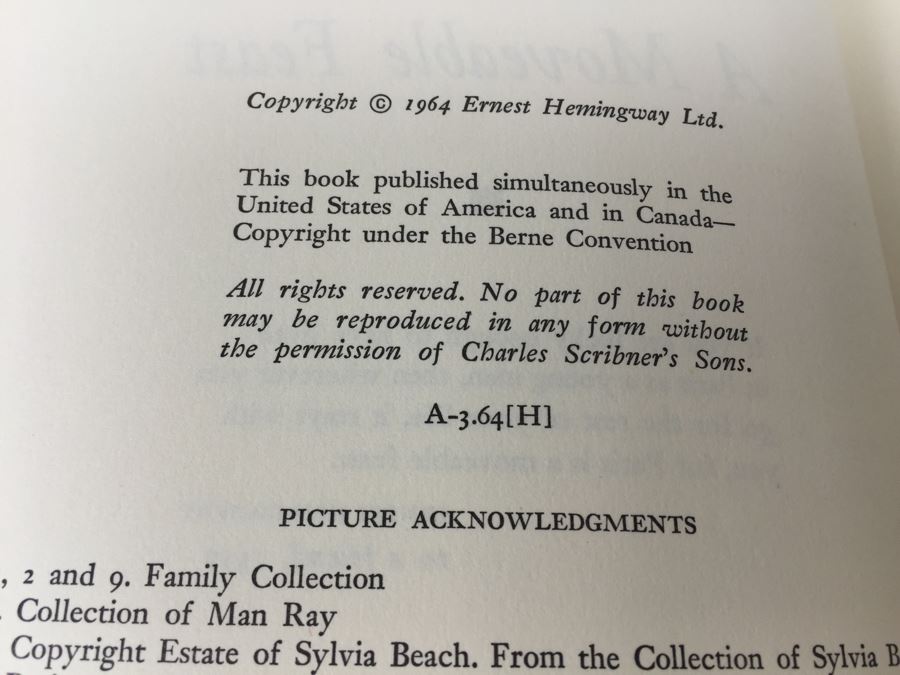 A Moveable Feast
Copyright © 1964 Ernest Hemingway Ltd.
This book published simultaneously in the
United States of America and in Canada—
Copyright under the Berne Convention
All rights reserved. No part of this book
may be reproduced in any form without
the permission of Charles Scribner's Sons.
A-3.64[H]
PICTURE ACKNOWLEDGMENTS
, 2 and 9. Family Collection
. Collection of Man Ray
Copyright Estate of Sylvia Beach. From the Collection of Sylvia B